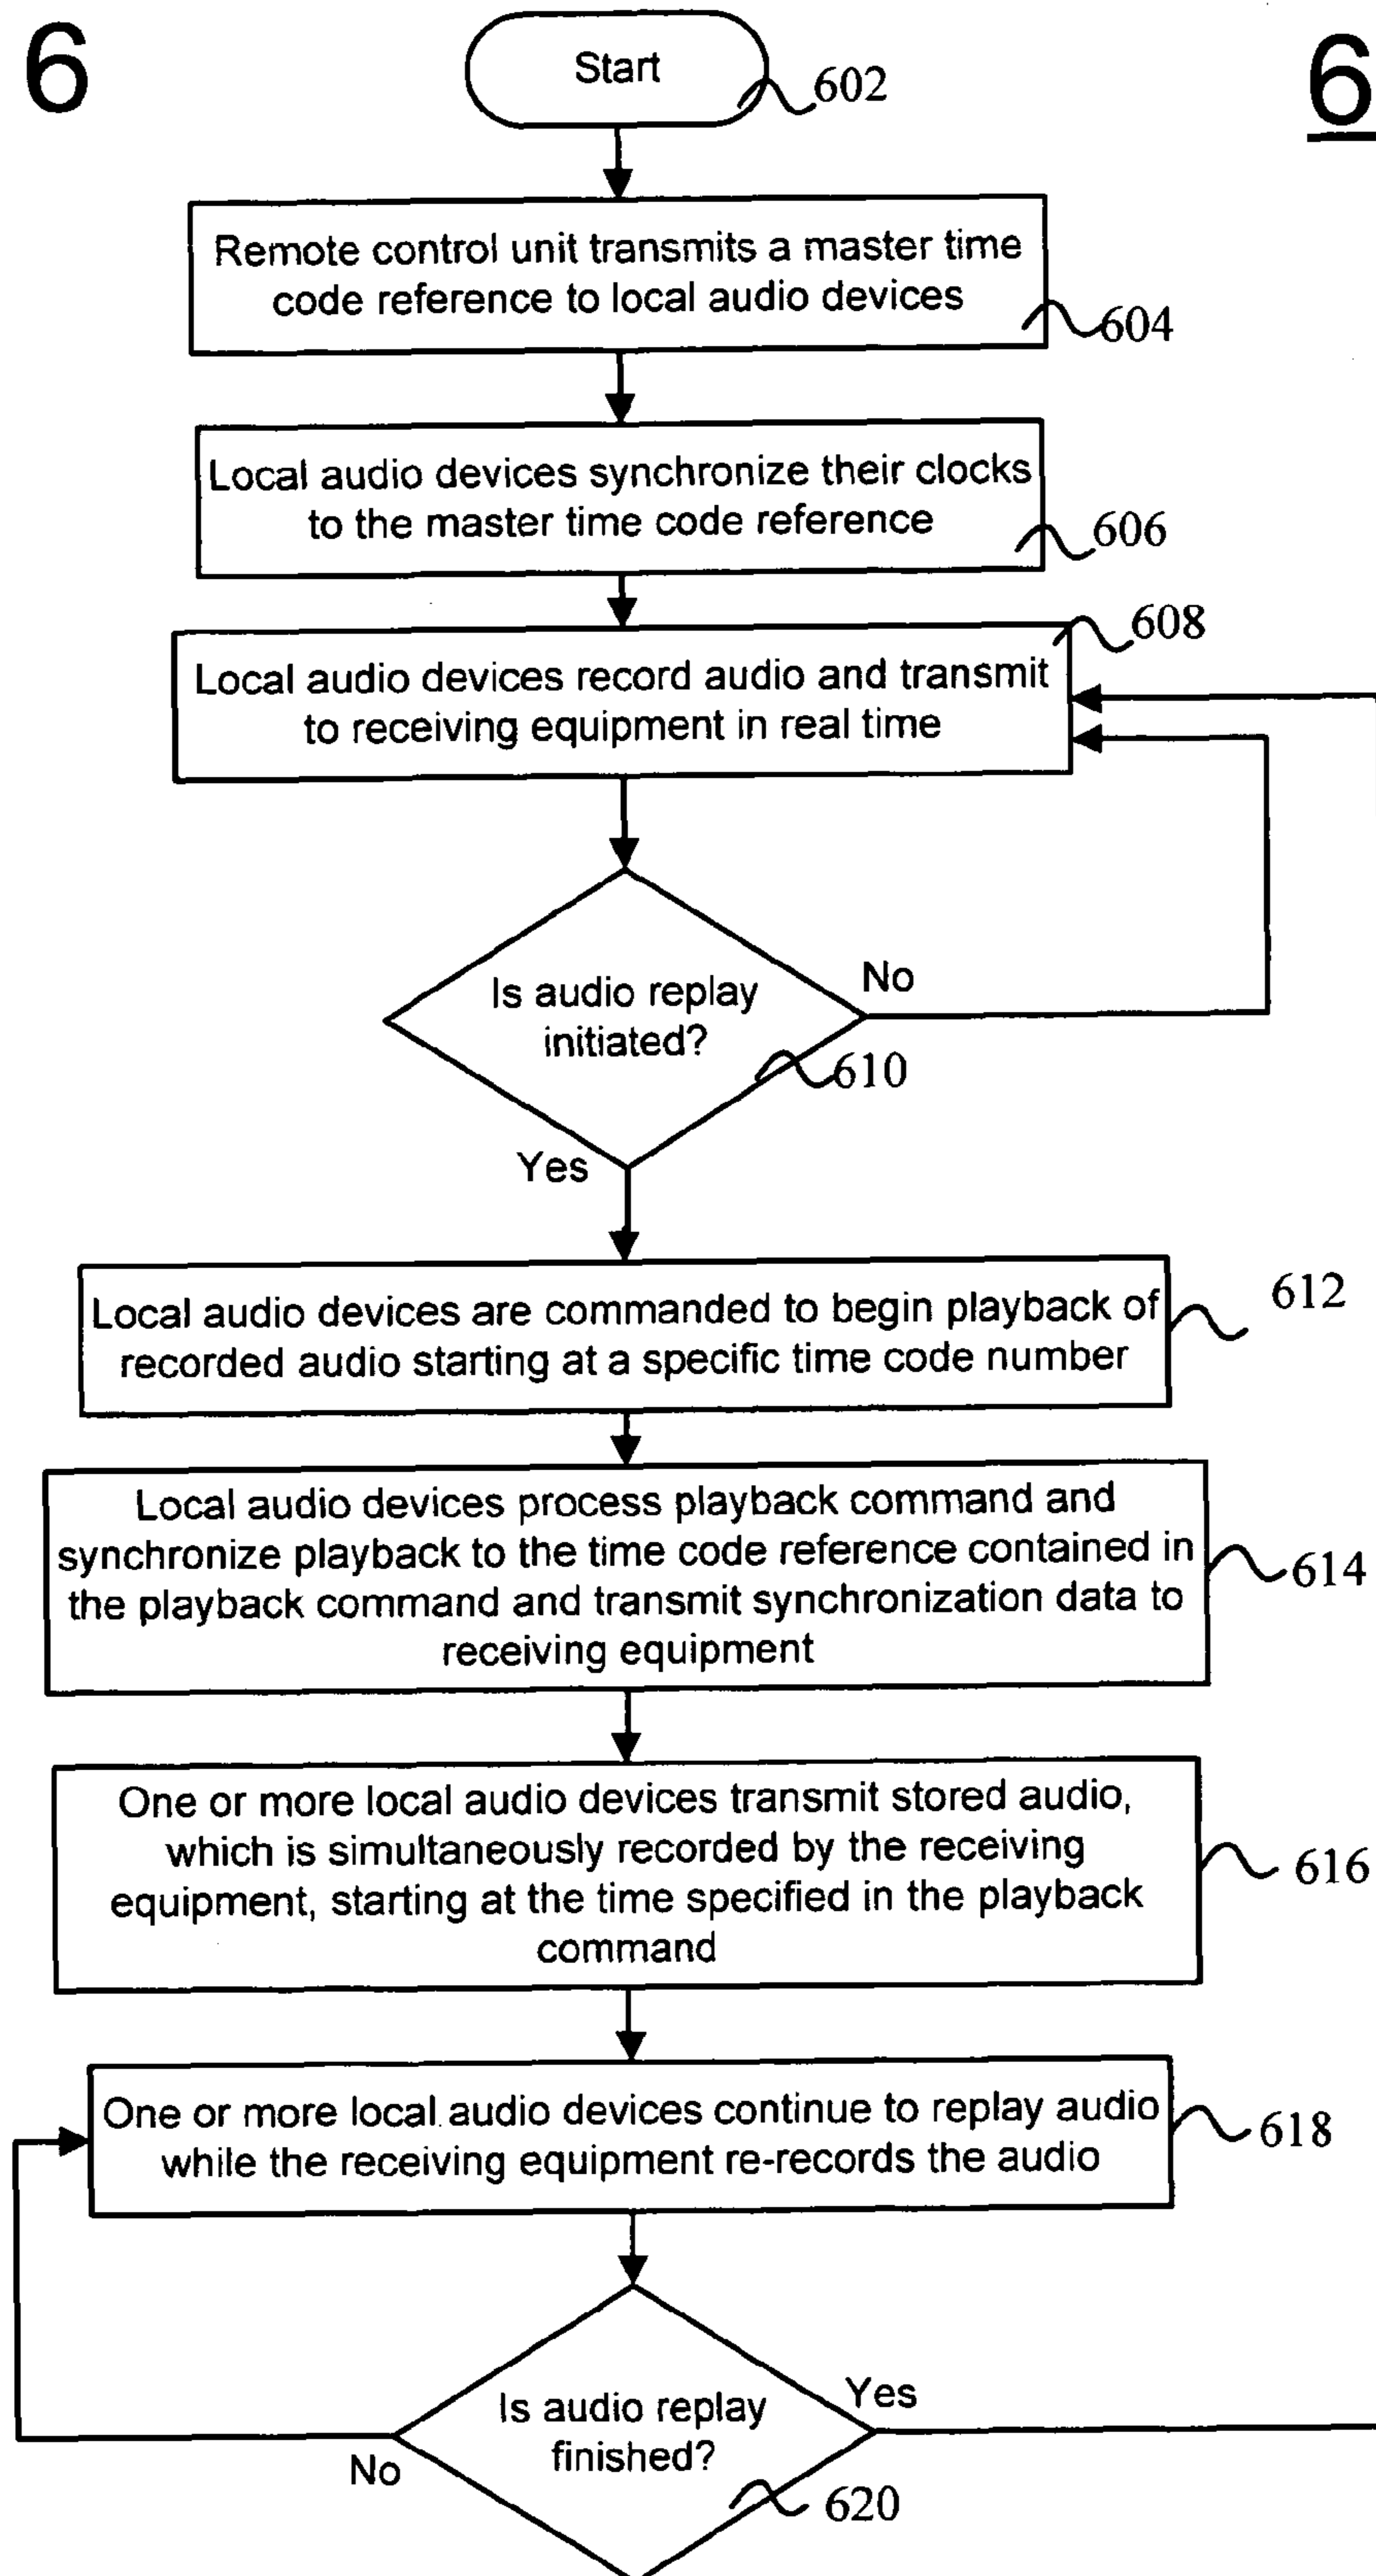 6
6
Start
602
Remote control unit transmits a master time
code reference to local audio devices
604
Local audio devices synchronize their clocks
to the master time code reference
606
608
Local audio devices record audio and transmit
to receiving equipment in real time
No
Is audio replay
initiated?
610
Yes
612
Local audio devices are commanded to begin playback of
recorded audio starting at a specific time code number
Local audio devices process playback command and
synchronize playback to the time code reference contained in
the playback command and transmit synchronization data to
receiving equipment
614
One or more local audio devices transmit stored audio,
which is simultaneously recorded by the receiving
equipment, starting at the time specified in the playback
command
616
One or more local audio devices continue to replay audio
while the receiving equipment re-records the audio
618
Yes
Is audio replay
finished?
No
620